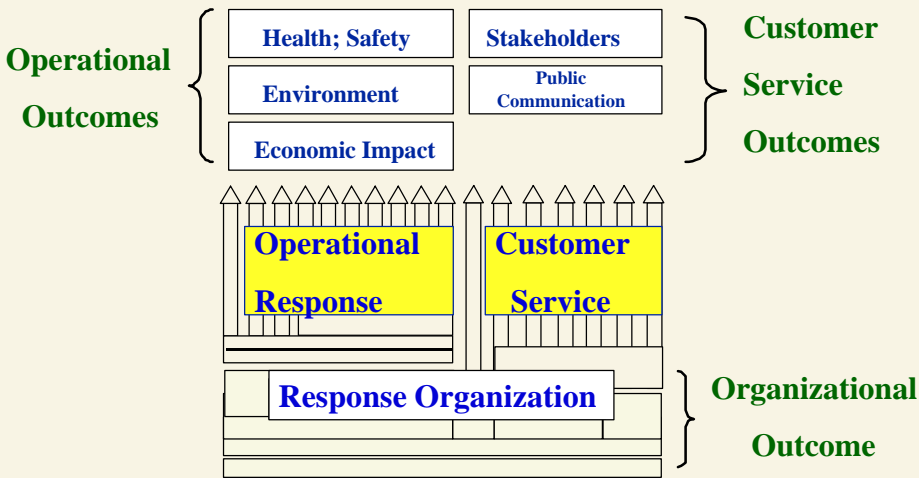 Operational
Outcomes
Health; Safety
Environment
Economic Impact
Stakeholders
Public
Communication
Customer
Service
Outcomes
Operational
Response
Customer
Service
Response Organization
Organizational
Outcome